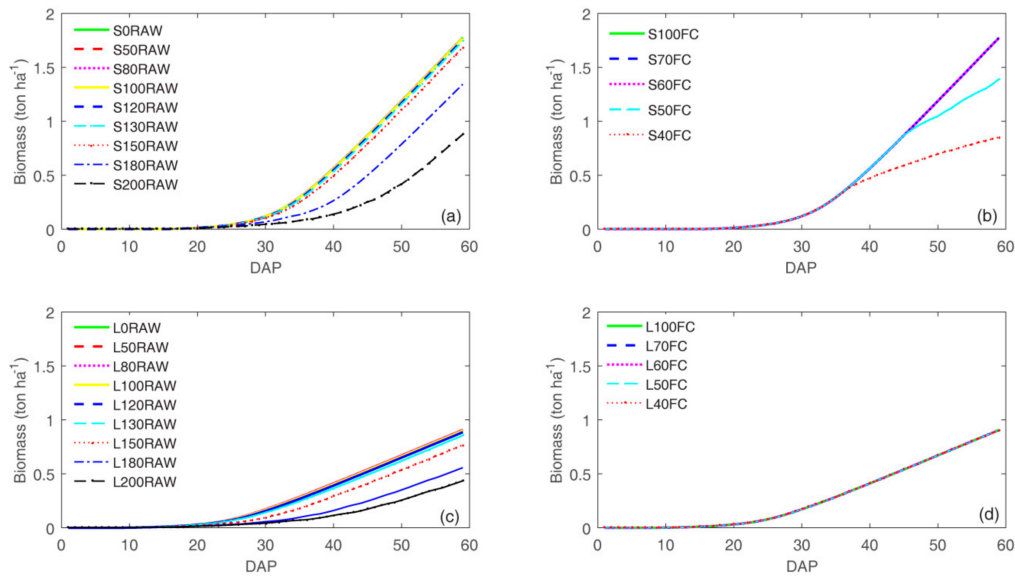 2
1.5
1
0.5
0
Biomass (ton ha⁻¹)
S0RAW
S50RAW
S80RAW
S100RAW
S120RAW
S130RAW
S150RAW
S180RAW
S200RAW
(a)
0 10 20 30 40 50 60
DAP
2
1.5
1
0.5
0
Biomass (ton ha⁻¹)
S100FC
S70FC
S60FC
S50FC
S40FC
(b)
0 10 20 30 40 50 60
DAP
2
1.5
1
0.5
0
Biomass (ton ha⁻¹)
L0RAW
L50RAW
L80RAW
L100RAW
L120RAW
L130RAW
L150RAW
L180RAW
L200RAW
(c)
0 10 20 30 40 50 60
DAP
2
1.5
1
0.5
0
Biomass (ton ha⁻¹)
L100FC
L70FC
L60FC
L50FC
L40FC
(d)
0 10 20 30 40 50 60
DAP